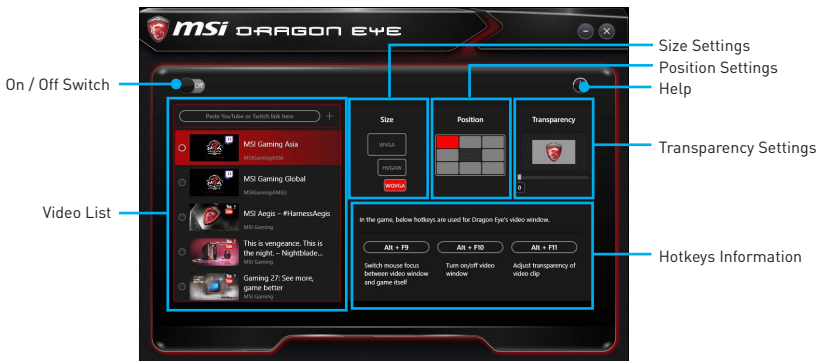 msi DRAGON EYE
Size Settings
Position Settings
Help
On / Off Switch
Off
Paste YouTube or Twitch link here
MSI Gaming Asia
MSIGamingASIA
MSI Gaming Global
MSIGamingAMEU
MSI Aegis – #HarnessAegis
MSI Gaming
This is vengeance. This is
the night. – Nightblade...
MSI Gaming
Gaming 27: See more,
game better
MSI Gaming
Video List
Size
WVGA
HVGAW
WQVGA
Position
Transparency
0
Transparency Settings
In the game, below hotkeys are used for Dragon Eye's video window.
Alt + F9
Alt + F10
Alt + F11
Switch mouse focus
between video window
and game itself
Turn on/off video
window
Adjust transparency of
video clip
Hotkeys Information